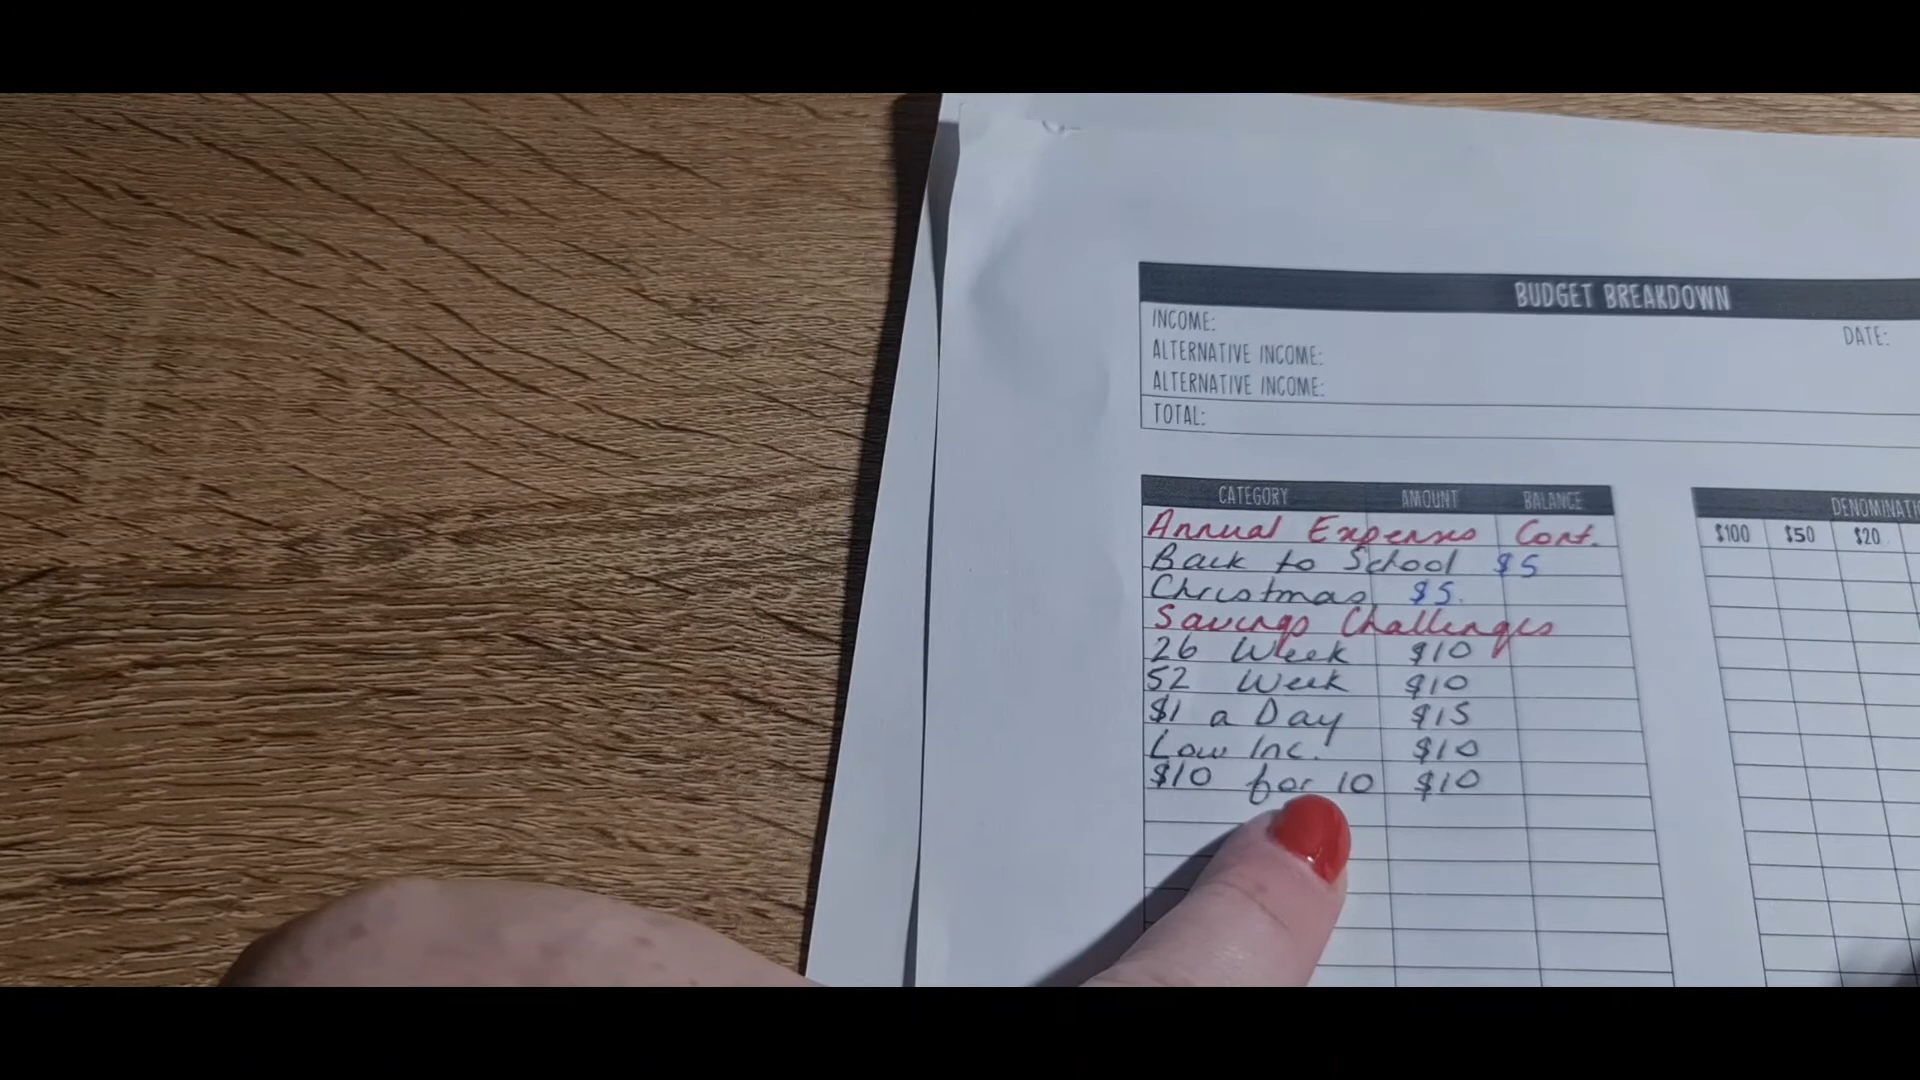 BUDGET BREAKDOWN
INCOME:
DATE:
ALTERNATIVE INCOME:
ALTERNATIVE INCOME:
TOTAL:
CATEGORY AMOUNT BALANCE
Annual Expenses Cont.
Back to School $5
Christmas $5.
Savings Challenges
26 Week $10
52 Week $10
$1 a Day $15
Low Inc. $10
$10 for 10 $10
DENOMINATI
$100 $50 $20